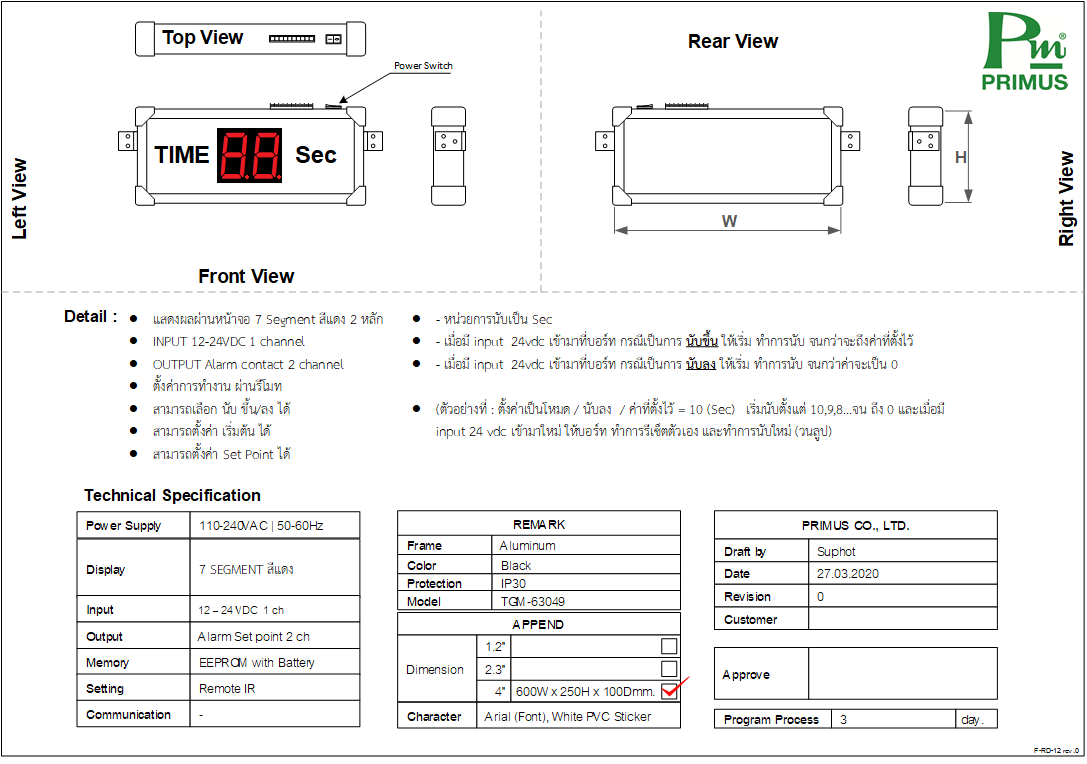 Top View
Power Switch
Rear View
Pm®
PRIMUS
TIME 88 Sec
H
W
Left View
Right View
Front View
Detail :
● แสดงผลผ่านหน้าจอ 7 Segment สีแดง 2 หลัก
● INPUT 12-24VDC 1 channel
● OUTPUT Alarm contact 2 channel
● ตั้งค่าการทำงาน ผ่านรีโมท
● สามารถเลือก นับ ขึ้น/ลง ได้
● สามารถตั้งค่า เริ่มต้น ได้
● สามารถตั้งค่า Set Point ได้
● - หน่วยการนับเป็น Sec
● - เมื่อมี input 24vdc เข้ามาที่บอร์ท กรณีเป็นการ นับขึ้น ให้เริ่ม ทำการนับ จนกว่าจะถึงค่าที่ตั้งไว้
● - เมื่อมี input 24vdc เข้ามาที่บอร์ท กรณีเป็นการ นับลง ให้เริ่ม ทำการนับ จนกว่าค่าจะเป็น 0
● (ตัวอย่างที่ : ตั้งค่าเป็นโหมด / นับลง / ค่าที่ตั้งไว้ = 10 (Sec) เริ่มนับตั้งแต่ 10,9,8...จน ถึง 0 และเมื่อมี
input 24 vdc เข้ามาใหม่ ให้บอร์ท ทำการรีเซ็ตตัวเอง และทำการนับใหม่ (วนลูป)
Technical Specification
Power Supply 110-240VAC | 50-60Hz
Display 7 SEGMENT สีแดง
Input 12 – 24VDC 1 ch
Output Alarm Set point 2 ch
Memory EEPROM with Battery
Setting Remote IR
Communication -
REMARK
Frame Aluminum
Color Black
Protection IP30
Model TGM-63049
APPEND
Dimension
1.2"
2.3"
4" 600W x 250H x 100Dmm.
Character Arial (Font), White PVC Sticker
PRIMUS CO., LTD.
Draft by Suphot
Date 27.03.2020
Revision 0
Customer
Approve
Program Process 3 day.
F-RD-12 rev .0